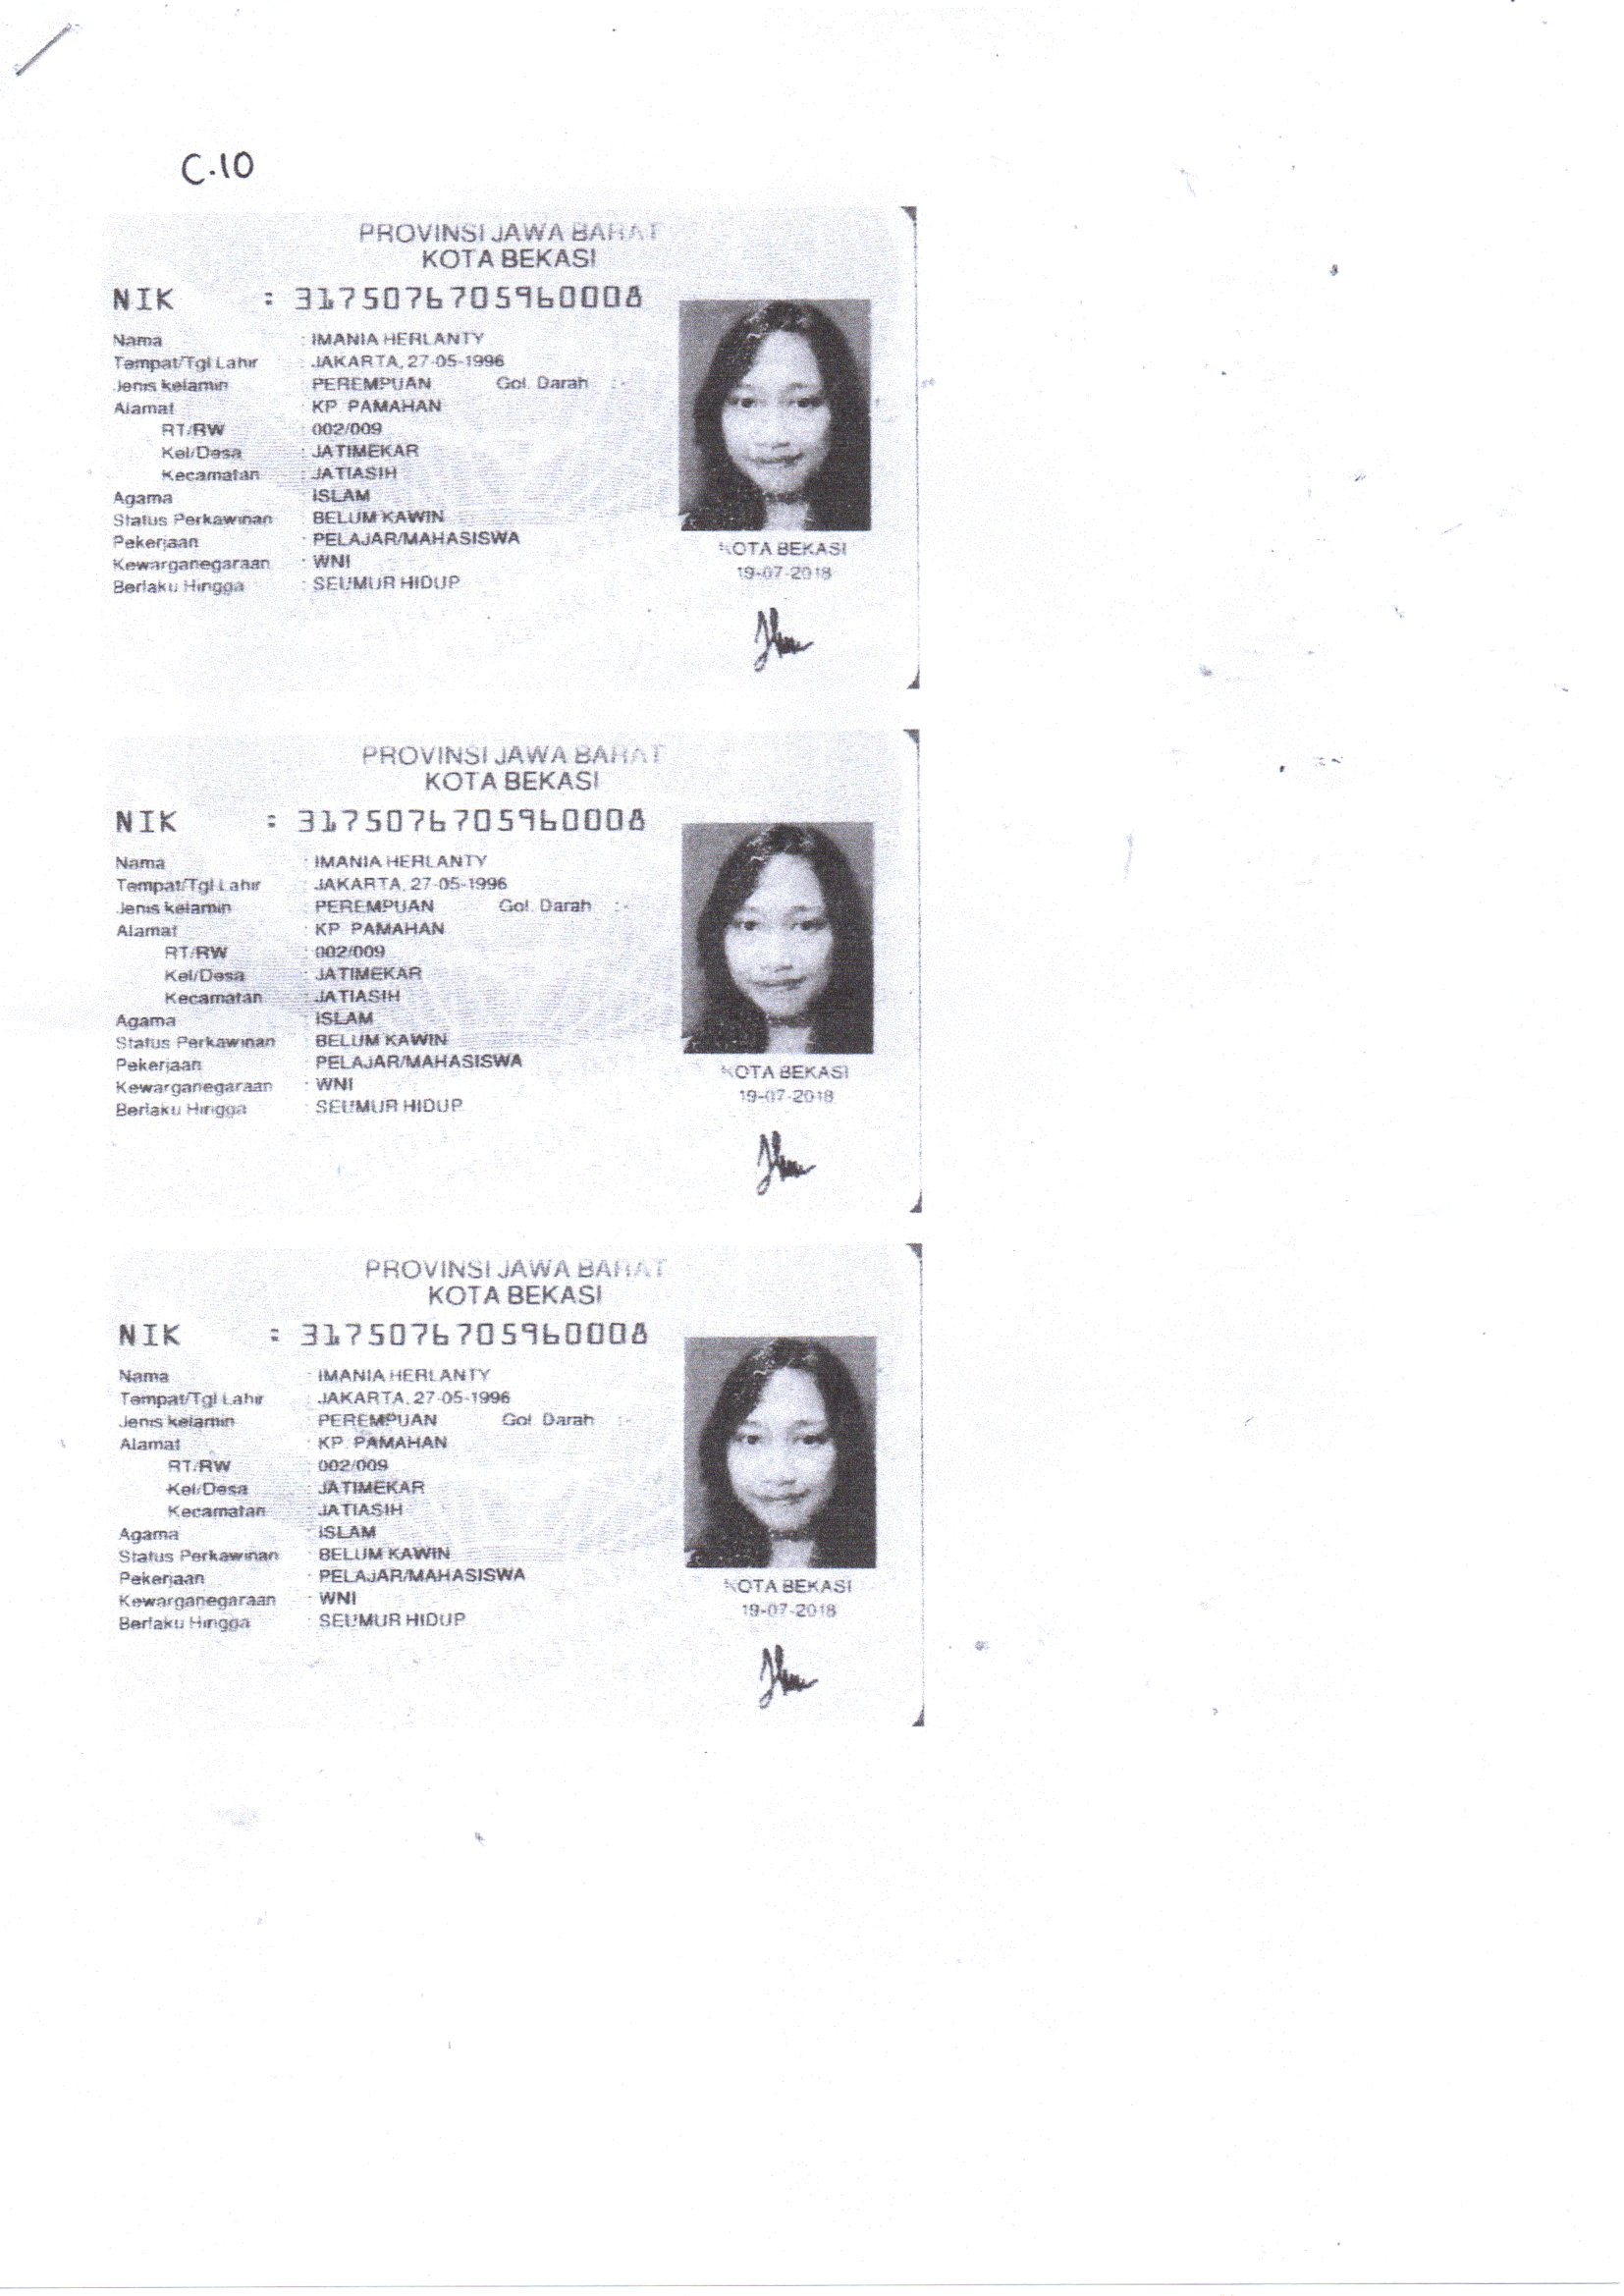 C.10
PROVINSI JAWA BARAT
KOTA BEKASI
NIK : 3175076705960008
Nama : IMANIA HERLANTY
Tempat/Tgl Lahir : JAKARTA, 27-05-1996
Jenis kelamin : PEREMPUAN Gol. Darah :-
Alamat : KP. PAMAHAN
RT/RW : 002/009
Kel/Desa : JATIMEKAR
Kecamatan : JATIASIH
Agama : ISLAM
Status Perkawinan : BELUM KAWIN
Pekerjaan : PELAJAR/MAHASISWA
Kewarganegaraan : WNI
Berlaku Hingga : SEUMUR HIDUP
KOTA BEKASI
19-07-2018
PROVINSI JAWA BARAT
KOTA BEKASI
NIK : 3175076705960008
Nama : IMANIA HERLANTY
Tempat/Tgl Lahir : JAKARTA, 27-05-1996
Jenis kelamin : PEREMPUAN Gol. Darah :-
Alamat : KP. PAMAHAN
RT/RW : 002/009
Kel/Desa : JATIMEKAR
Kecamatan : JATIASIH
Agama : ISLAM
Status Perkawinan : BELUM KAWIN
Pekerjaan : PELAJAR/MAHASISWA
Kewarganegaraan : WNI
Berlaku Hingga : SEUMUR HIDUP
KOTA BEKASI
19-07-2018
PROVINSI JAWA BARAT
KOTA BEKASI
NIK : 3175076705960008
Nama : IMANIA HERLANTY
Tempat/Tgl Lahir : JAKARTA, 27-05-1996
Jenis kelamin : PEREMPUAN Gol. Darah :-
Alamat : KP. PAMAHAN
RT/RW : 002/009
Kel/Desa : JATIMEKAR
Kecamatan : JATIASIH
Agama : ISLAM
Status Perkawinan : BELUM KAWIN
Pekerjaan : PELAJAR/MAHASISWA
Kewarganegaraan : WNI
Berlaku Hingga : SEUMUR HIDUP
KOTA BEKASI
19-07-2018